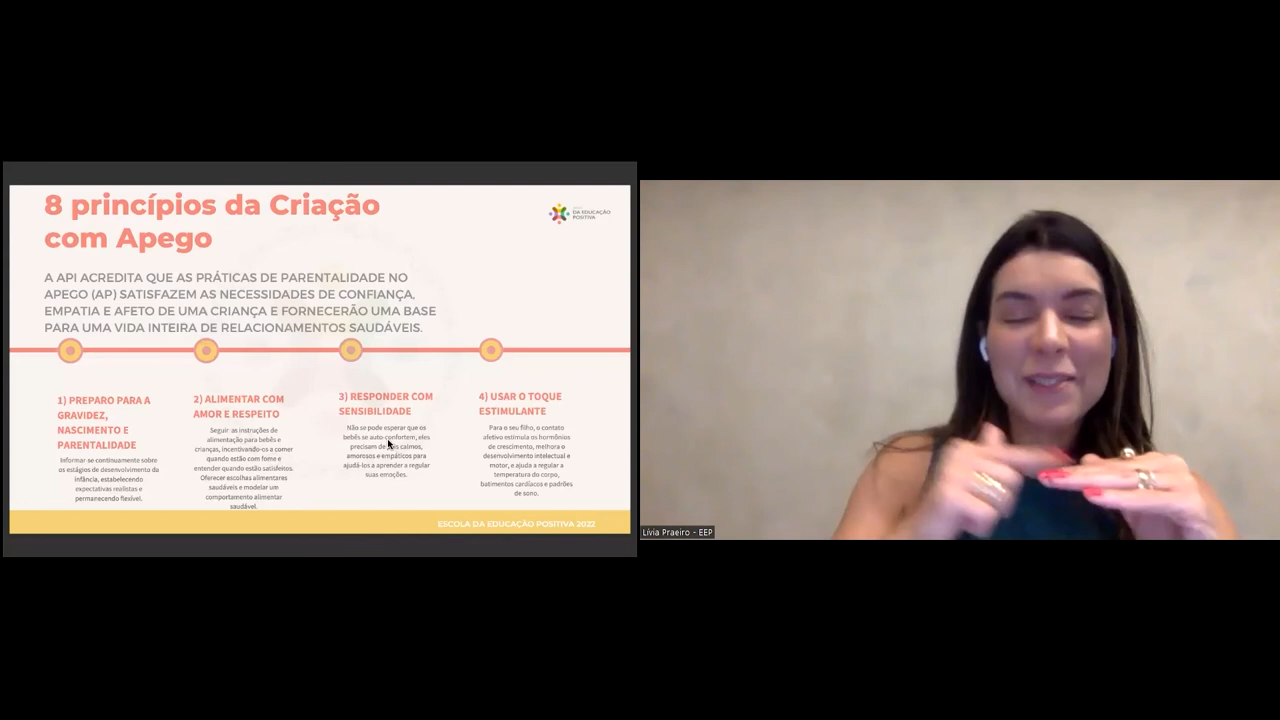 8 princípios da Criação
com Apego
DA EDUCAÇÃO
POSITIVA
A API ACREDITA QUE AS PRÁTICAS DE PARENTALIDADE NO
APEGO (AP) SATISFAZEM AS NECESSIDADES DE CONFIANÇA,
EMPATIA E AFETO DE UMA CRIANÇA E FORNECERÃO UMA BASE
PARA UMA VIDA INTEIRA DE RELACIONAMENTOS SAUDÁVEIS.
1) PREPARO PARA A
GRAVIDEZ,
NASCIMENTO E
PARENTALIDADE
Informar-se continuamente sobre
os estágios de desenvolvimento da
infância, estabelecendo
expectativas realistas e
permanecendo flexível.
2) ALIMENTAR COM
AMOR E RESPEITO
Seguir as instruções de
alimentação para bebês e
crianças, incentivando-os a comer
quando estão com fome e
entender quando estão satisfeitos.
Oferecer escolhas alimentares
saudáveis e modelar um
comportamento alimentar
saudável.
3) RESPONDER COM
SENSIBILIDADE
Não se pode esperar que os
bebês se auto-confortem, eles
precisam de pais calmos,
amorosos e empáticos para
ajudá-los a aprender a regular
suas emoções.
4) USAR O TOQUE
ESTIMULANTE
Para o seu filho, o contato
afetivo estimula os hormônios
de crescimento, melhora o
desenvolvimento intelectual e
motor, e ajuda a regular a
temperatura do corpo,
batimentos cardíacos e padrões
de sono.
ESCOLA DA EDUCAÇÃO POSITIVA 2022
Lívia Praeiro - EEP